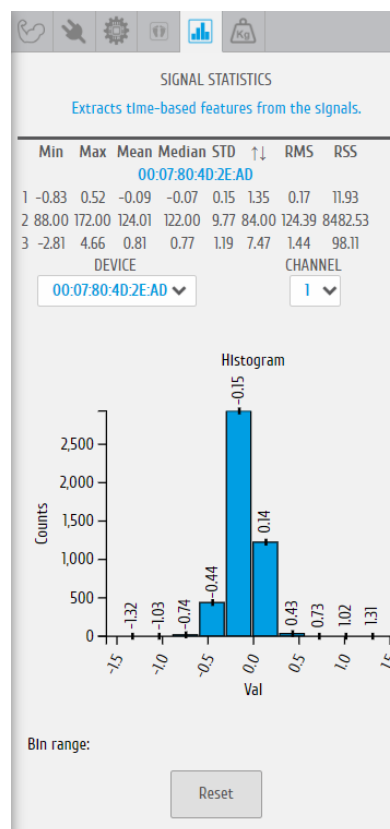 Kg
SIGNAL STATISTICS
Extracts time-based features from the signals.
Min Max Mean Median STD ↑↓ RMS RSS
00:07:80:4D:2E:AD
1 -0.83 0.52 -0.09 -0.07 0.15 1.35 0.17 11.93
2 88.00 172.00 124.01 122.00 9.77 84.00 124.39 8482.53
3 -2.81 4.66 0.81 0.77 1.19 7.47 1.44 98.11
DEVICE CHANNEL
00:07:80:4D:2E:AD 1
Histogram
Counts
2,500
2,000
1,500
1,000
500
0
-1.32 -1.03 -0.74 -0.44 -0.15 0.14 0.43 0.73 1.02 1.31
-1.5 -1.0 -0.5 0.0 0.5 1.0 1.5
Val
Bin range:
Reset